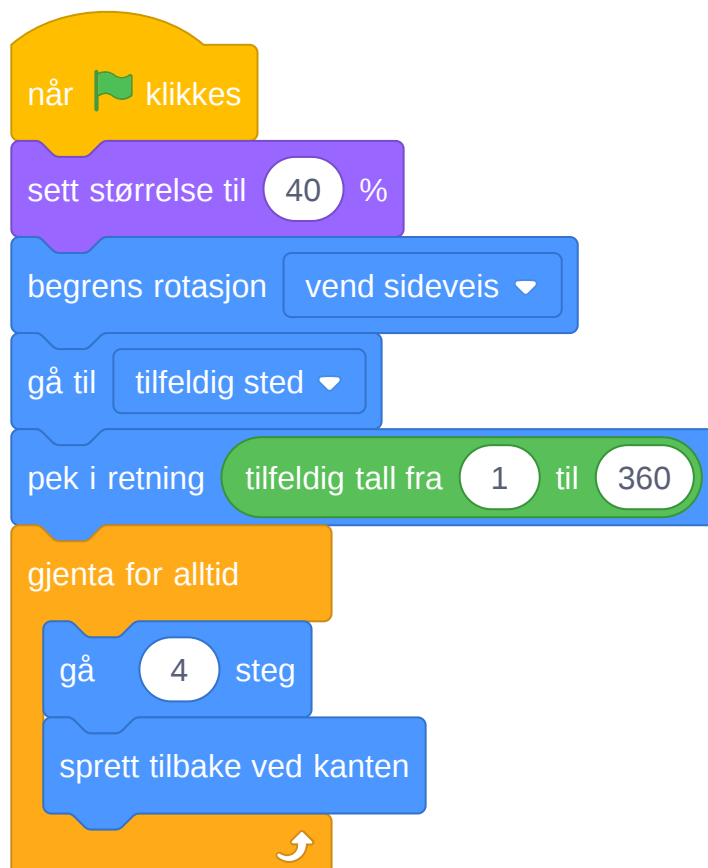 når klikkes
sett størrelse til 40 %
begrens rotasjon vend sideveis
gå til tilfeldig sted
pek i retning tilfeldig tall fra 1 til 360
gjenta for alltid
gå 4 steg
sprett tilbake ved kanten